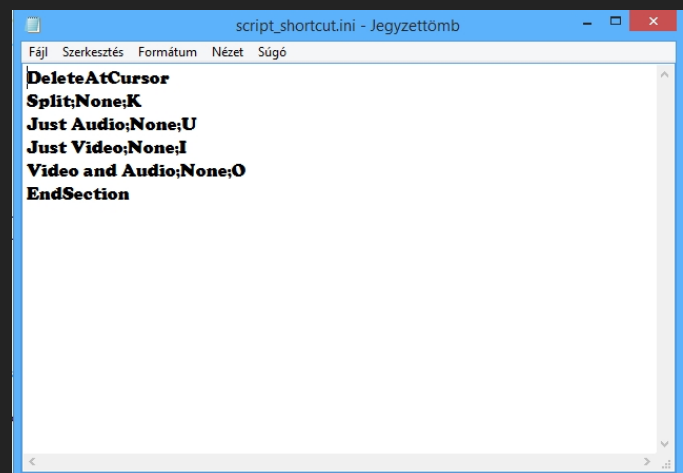 script_shortcut.ini - Jegyzettömb
Fájl Szerkesztés Formátum Nézet Súgó
DeleteAtCursor
Split;None;K
Just Audio;None;U
Just Video;None;I
Video and Audio;None;O
EndSection